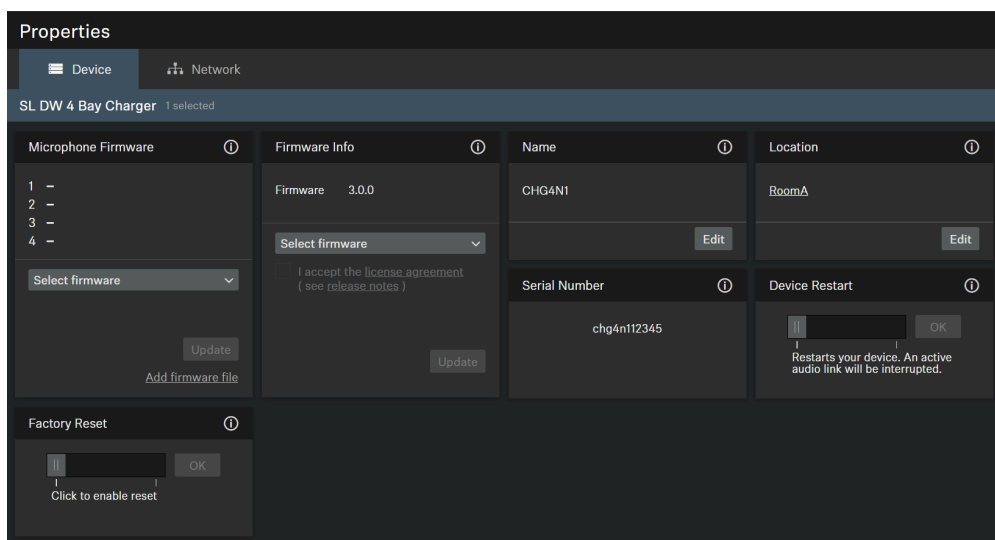 Properties
Device
Network
SL DW 4 Bay Charger 1 selected
Microphone Firmware
1 –
2 –
3 –
4 –
Select firmware
Update
Add firmware file
Firmware Info
Firmware 3.0.0
Select firmware
I accept the license agreement
( see release notes )
Update
Name
CHG4N1
Edit
Location
RoomA
Edit
Serial Number
chg4n112345
Device Restart
OK
Restarts your device. An active
audio link will be interrupted.
Factory Reset
OK
Click to enable reset